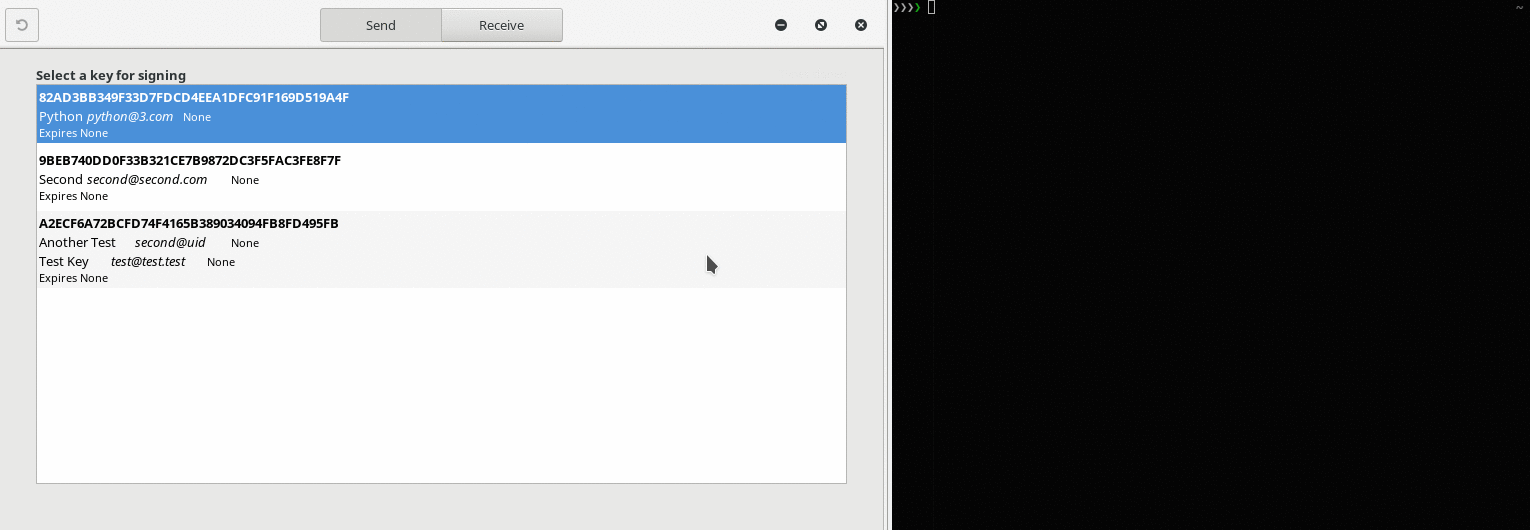 Send Receive
Select a key for signing
82AD3BB349F33D7FDCD4EEA1DFC91F169D519A4F
Python python@3.com None
Expires None
9BEB740DD0F33B321CE7B9872DC3F5FAC3FE8F7F
Second second@second.com None
Expires None
A2ECF6A72BCFD74F4165B389034094FB8FD495FB
Another Test second@uid None
Test Key test@test.test None
Expires None
❯❯❯❯ ~